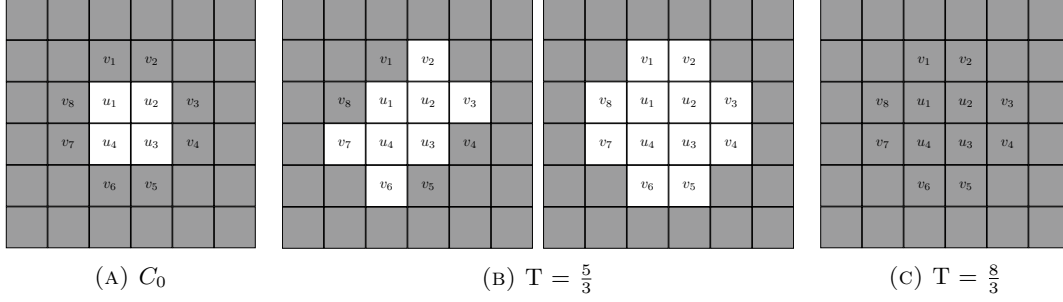 v₁ v₂
v₈ u₁ u₂ v₃
v₇ u₄ u₃ v₄
v₆ v₅
(A) C₀
v₁ v₂
v₈ u₁ u₂ v₃
v₇ u₄ u₃ v₄
v₆ v₅
v₁ v₂
v₈ u₁ u₂ v₃
v₇ u₄ u₃ v₄
v₆ v₅
(B) T = 5/3
v₁ v₂
v₈ u₁ u₂ v₃
v₇ u₄ u₃ v₄
v₆ v₅
(C) T = 8/3